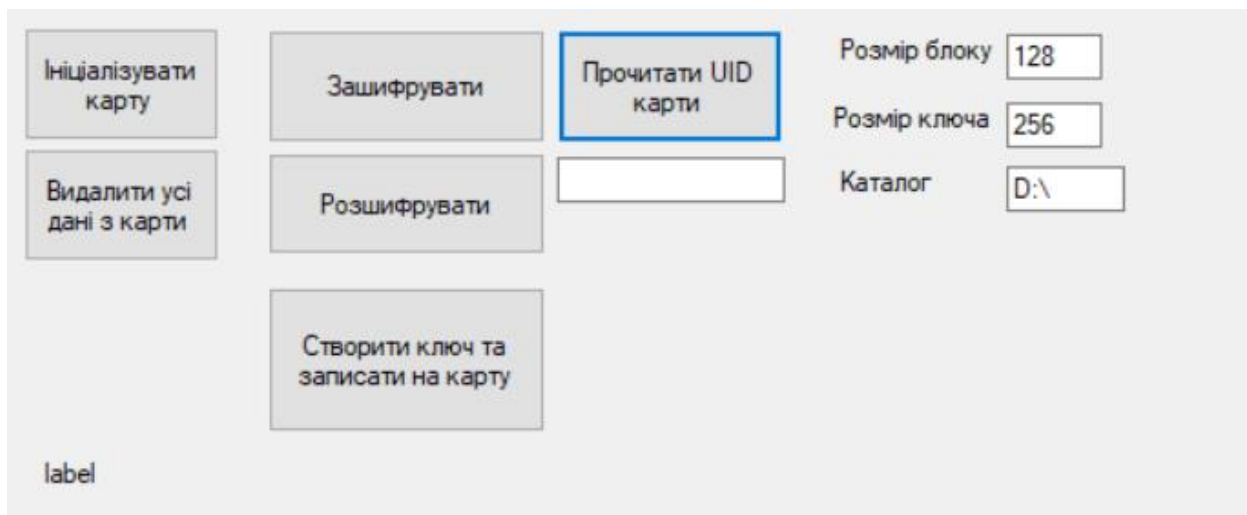 Ініціалізувати
карту
Зашифрувати
Прочитати UID
карти
Розмір блоку
128
Розмір ключа
256
Видалити усі
дані з карти
Розшифрувати
Каталог
D:\
Створити ключ та
записати на карту
label